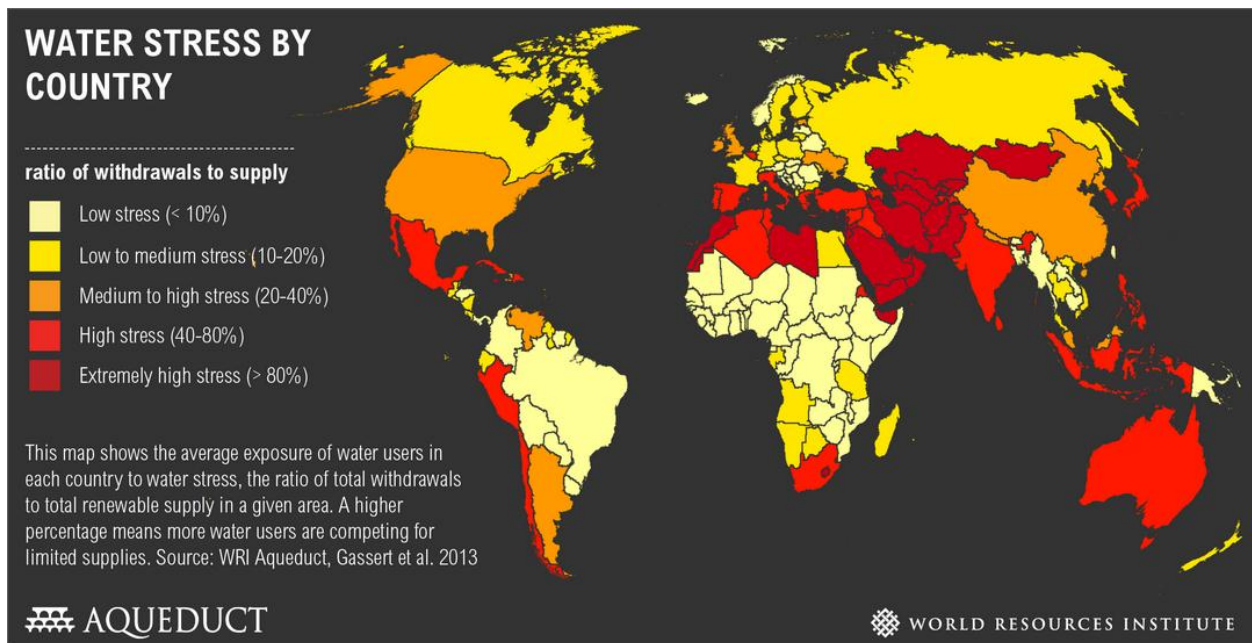 WATER STRESS BY
COUNTRY
ratio of withdrawals to supply
Low stress (< 10%)
Low to medium stress (10-20%)
Medium to high stress (20-40%)
High stress (40-80%)
Extremely high stress (> 80%)
This map shows the average exposure of water users in
each country to water stress, the ratio of total withdrawals
to total renewable supply in a given area. A higher
percentage means more water users are competing for
limited supplies. Source: WRI Aqueduct, Gassert et al. 2013
AQUEDUCT
WORLD RESOURCES INSTITUTE